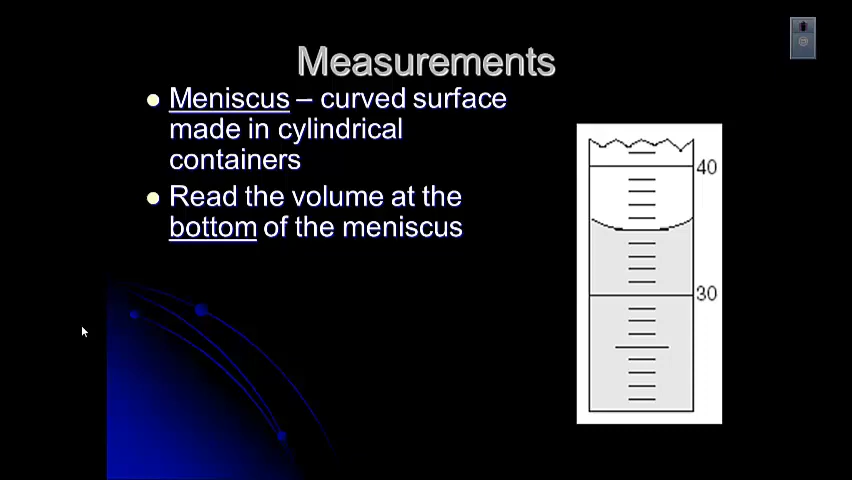 Measurements
Meniscus – curved surface
made in cylindrical
containers
Read the volume at the
bottom of the meniscus
40
30